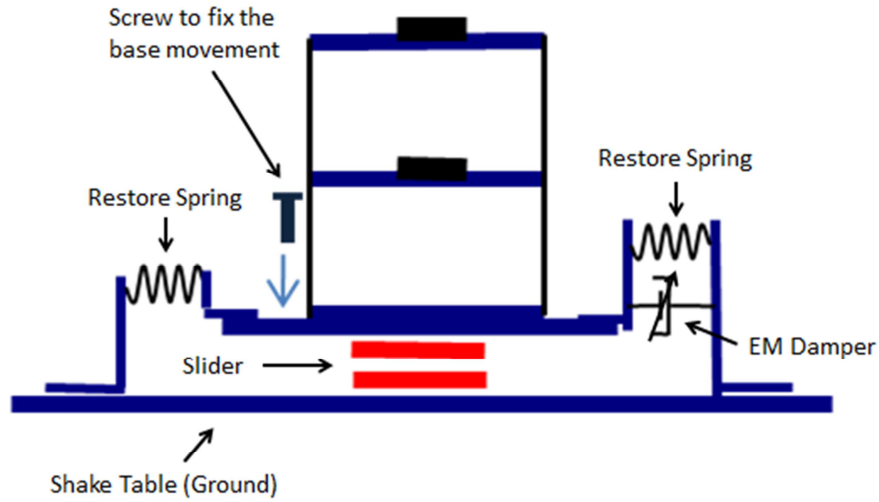 Screw to fix the
base movement
Restore Spring
Restore Spring
Slider
EM Damper
Shake Table (Ground)